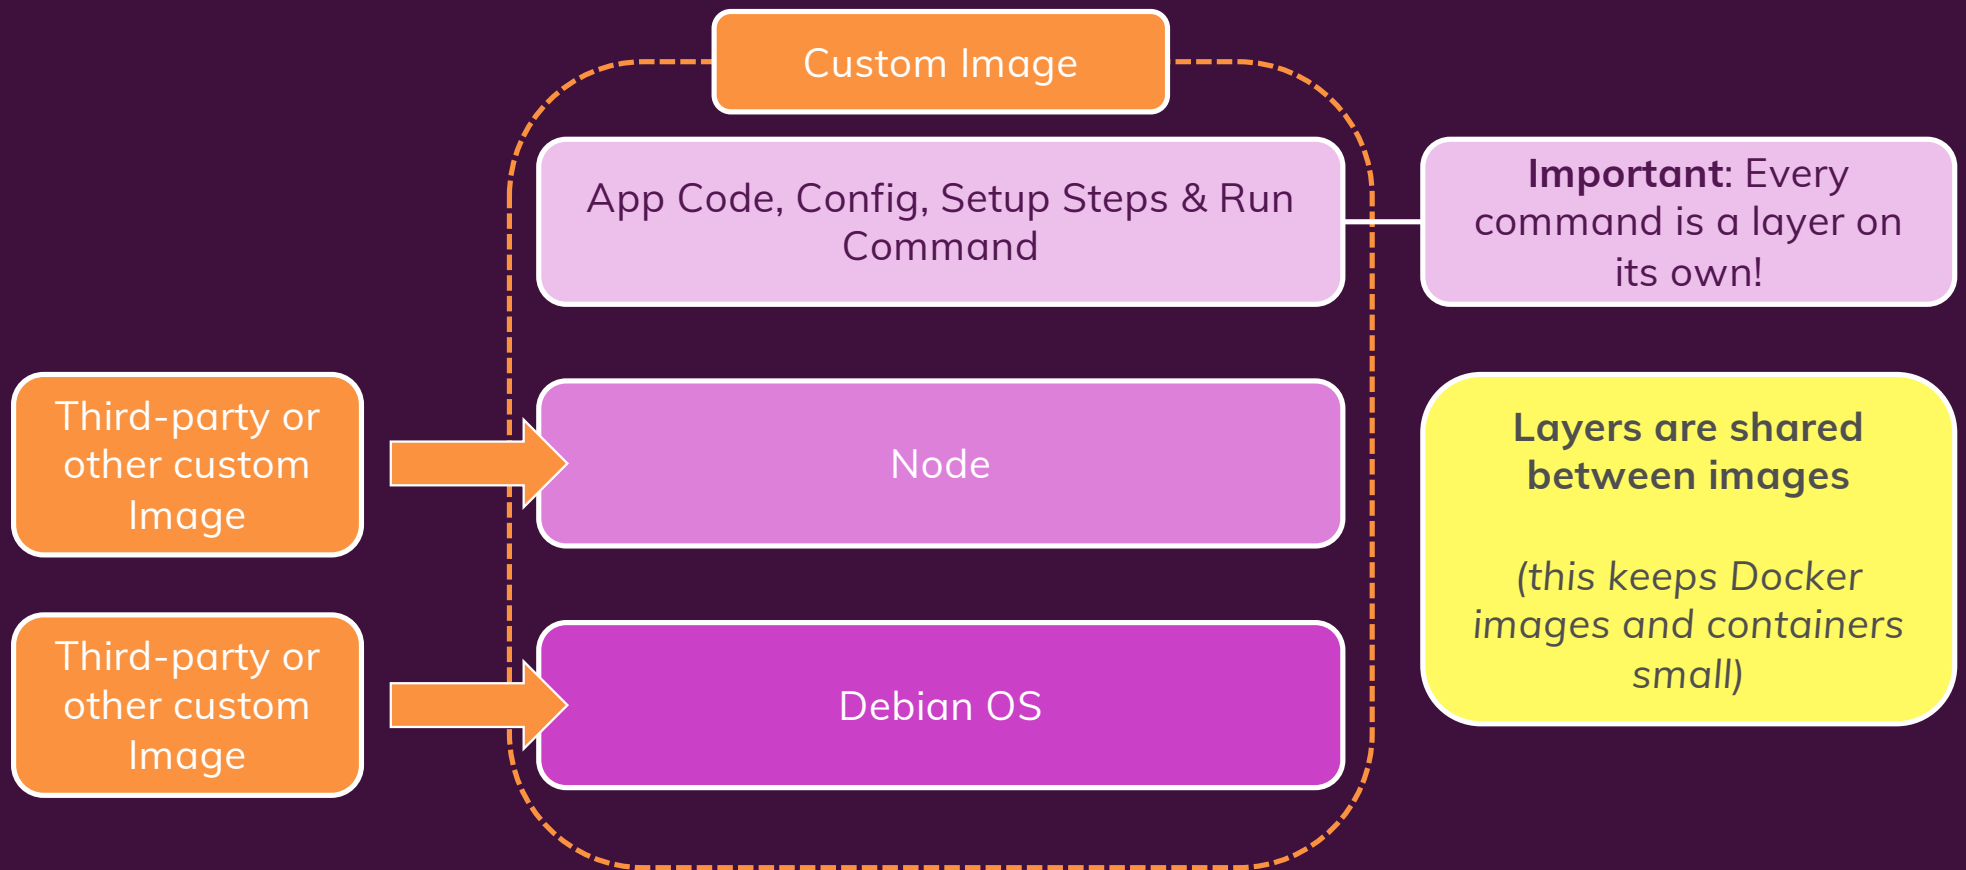 Custom Image
App Code, Config, Setup Steps & Run
Command
Important: Every
command is a layer on
its own!
Third-party or
other custom
Image
Node
Layers are shared
between images
(this keeps Docker
images and containers
small)
Third-party or
other custom
Image
Debian OS